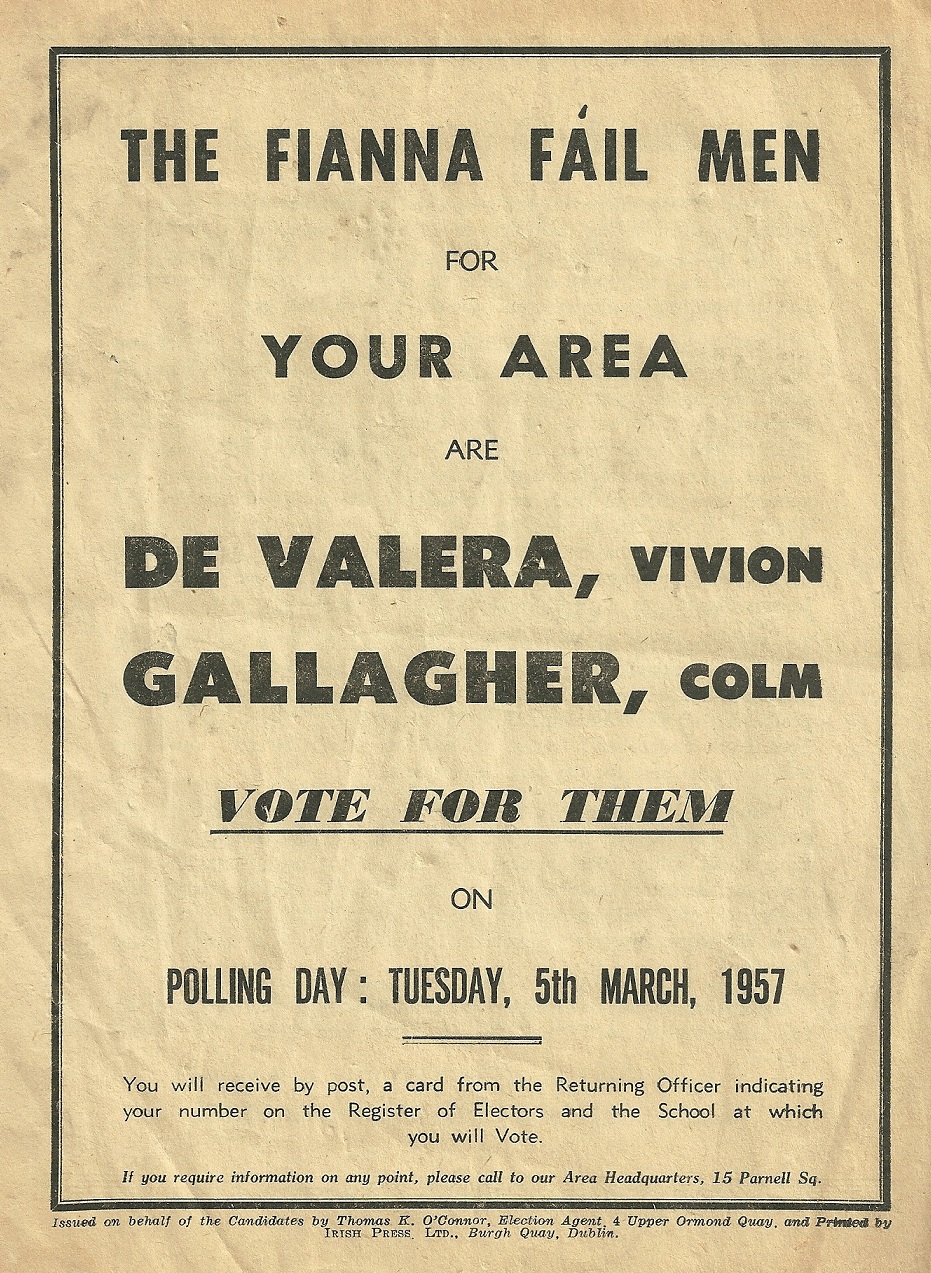 THE FIANNA FÁIL MEN
FOR
YOUR AREA
ARE
DE VALERA, VIVION
GALLAGHER, COLM
VOTE FOR THEM
ON
POLLING DAY: TUESDAY, 5th MARCH, 1957
You will receive by post, a card from the Returning Officer indicating
your number on the Register of Electors and the School at which
you will Vote.
If you require information on any point, please call to our Area Headquarters, 15 Parnell Sq.
Issued on behalf of the Candidates by Thomas K. O'Connor, Election Agent, 4 Upper Ormond Quay, and Printed by
IRISH PRESS, LTD., Burgh Quay, Dublin.